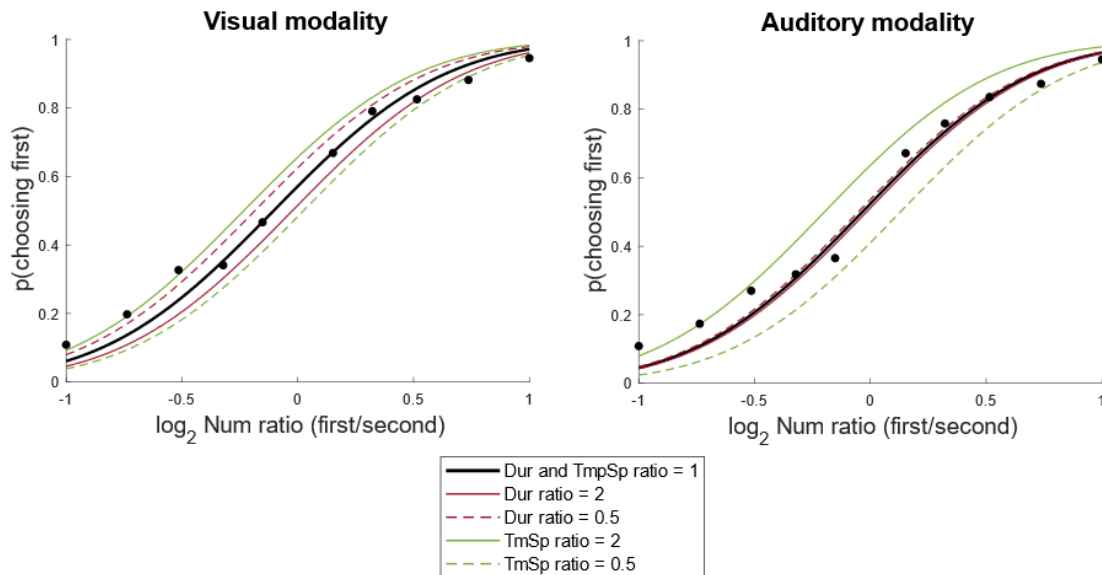 Visual modality
Auditory modality
p(choosing first)
1
0.8
0.6
0.4
0.2
0
-1
-0.5
0
0.5
1
log2 Num ratio (first/second)
p(choosing first)
1
0.8
0.6
0.4
0.2
0
-1
-0.5
0
0.5
1
log2 Num ratio (first/second)
Dur and TmpSp ratio = 1
Dur ratio = 2
Dur ratio = 0.5
TmSp ratio = 2
TmSp ratio = 0.5